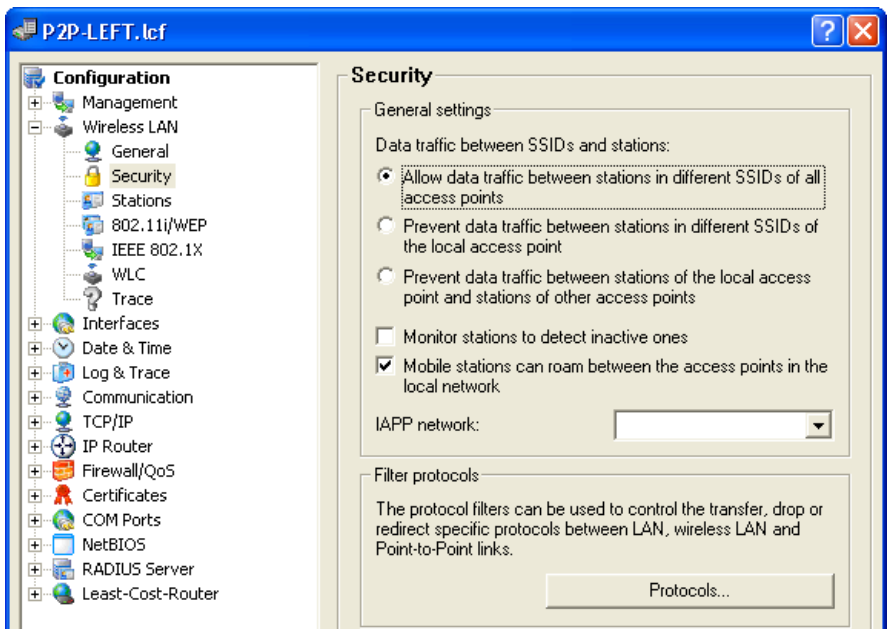 P2P-LEFT.lcf
Configuration
Management
Wireless LAN
General
Security
Stations
802.11i/WEP
IEEE 802.1X
WLC
Trace
Interfaces
Date & Time
Log & Trace
Communication
TCP/IP
IP Router
Firewall/QoS
Certificates
COM Ports
NetBIOS
RADIUS Server
Least-Cost-Router
Security
General settings
Data traffic between SSIDs and stations:
Allow data traffic between stations in different SSIDs of all
access points
Prevent data traffic between stations in different SSIDs of
the local access point
Prevent data traffic between stations of the local access
point and stations of other access points
Monitor stations to detect inactive ones
Mobile stations can roam between the access points in the
local network
IAPP network:
Filter protocols
The protocol filters can be used to control the transfer, drop or
redirect specific protocols between LAN, wireless LAN and
Point-to-Point links.
Protocols...